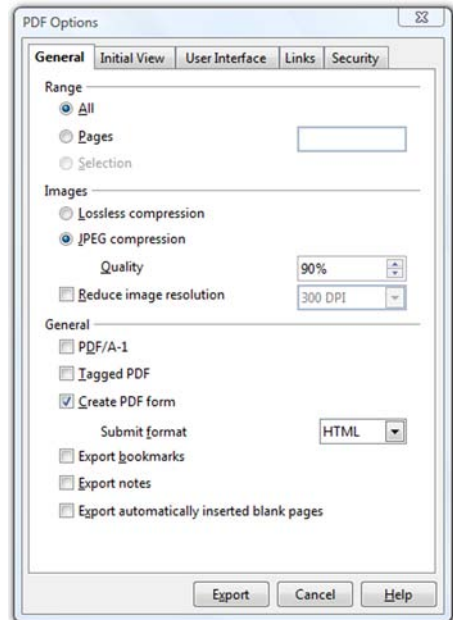 PDF Options
General Initial View User Interface Links Security
Range
All
Pages
Selection
Images
Lossless compression
JPEG compression
Quality 90%
Reduce image resolution 300 DPI
General
PDF/A-1
Tagged PDF
Create PDF form
Submit format HTML
Export bookmarks
Export notes
Export automatically inserted blank pages
Export Cancel Help